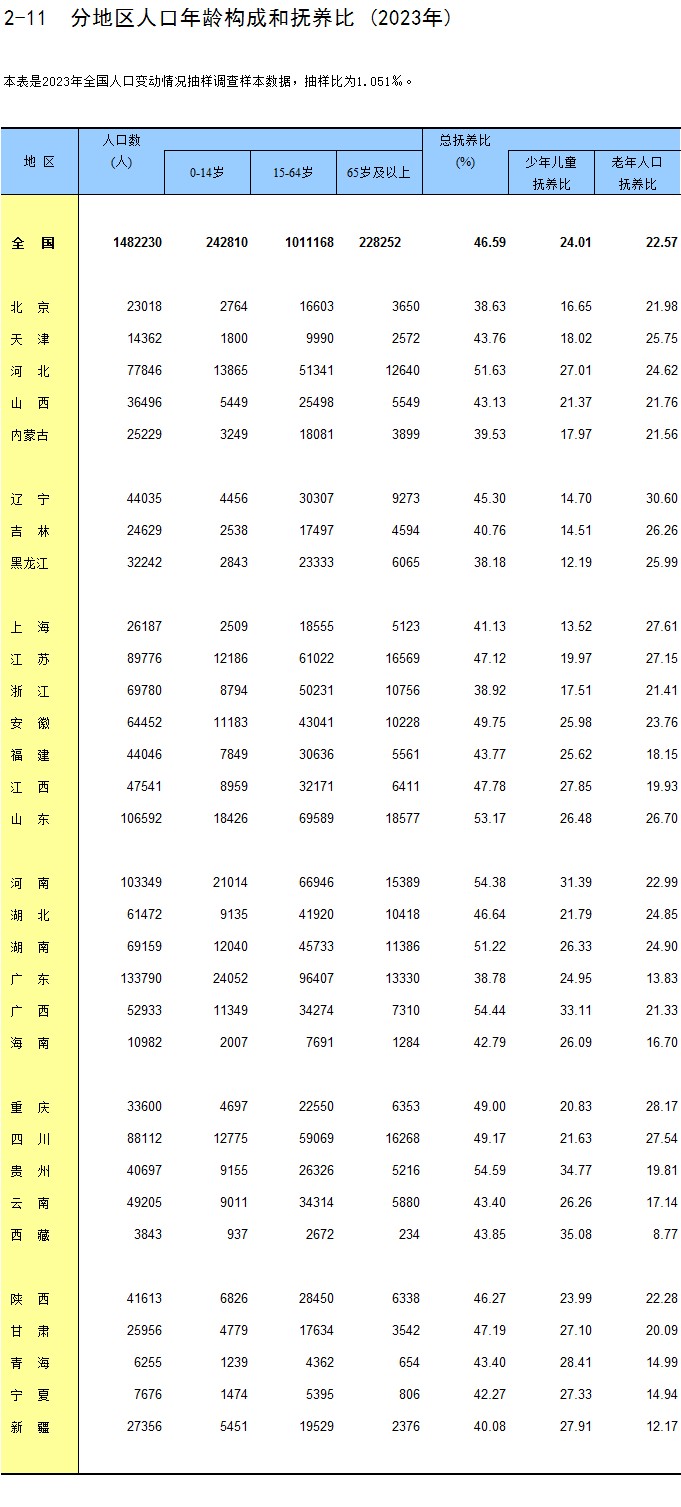 2-11 分地区人口年龄构成和抚养比 (2023年)
本表是2023年全国人口变动情况抽样调查样本数据，抽样比为1.051‰。
地 区 人口数 (人) 0-14岁 15-64岁 65岁及以上 总抚养比 (%) 少年儿童抚养比 老年人口抚养比
全 国 1482230 242810 1011168 228252 46.59 24.01 22.57
北 京 23018 2764 16603 3650 38.63 16.65 21.98
天 津 14362 1800 9990 2572 43.76 18.02 25.75
河 北 77846 13865 51341 12640 51.63 27.01 24.62
山 西 36496 5449 25498 5549 43.13 21.37 21.76
内蒙古 25229 3249 18081 3899 39.53 17.97 21.56
辽 宁 44035 4456 30307 9273 45.30 14.70 30.60
吉 林 24629 2538 17497 4594 40.76 14.51 26.26
黑龙江 32242 2843 23333 6065 38.18 12.19 25.99
上 海 26187 2509 18555 5123 41.13 13.52 27.61
江 苏 89776 12186 61022 16569 47.12 19.97 27.15
浙 江 69780 8794 50231 10756 38.92 17.51 21.41
安 徽 64452 11183 43041 10228 49.75 25.98 23.76
福 建 44046 7849 30636 5561 43.77 25.62 18.15
江 西 47541 8959 32171 6411 47.78 27.85 19.93
山 东 106592 18426 69589 18577 53.17 26.48 26.70
河 南 103349 21014 66946 15389 54.38 31.39 22.99
湖 北 61472 9135 41920 10418 46.64 21.79 24.85
湖 南 69159 12040 45733 11386 51.22 26.33 24.90
广 东 133790 24052 96407 13330 38.78 24.95 13.83
广 西 52933 11349 34274 7310 54.44 33.11 21.33
海 南 10982 2007 7691 1284 42.79 26.09 16.70
重 庆 33600 4697 22550 6353 49.00 20.83 28.17
四 川 88112 12775 59069 16268 49.17 21.63 27.54
贵 州 40697 9155 26326 5216 54.59 34.77 19.81
云 南 49205 9011 34314 5880 43.40 26.26 17.14
西 藏 3843 937 2672 234 43.85 35.08 8.77
陕 西 41613 6826 28450 6338 46.27 23.99 22.28
甘 肃 25956 4779 17634 3542 47.19 27.10 20.09
青 海 6255 1239 4362 654 43.40 28.41 14.99
宁 夏 7676 1474 5395 806 42.27 27.33 14.94
新 疆 27356 5451 19529 2376 40.08 27.91 12.17